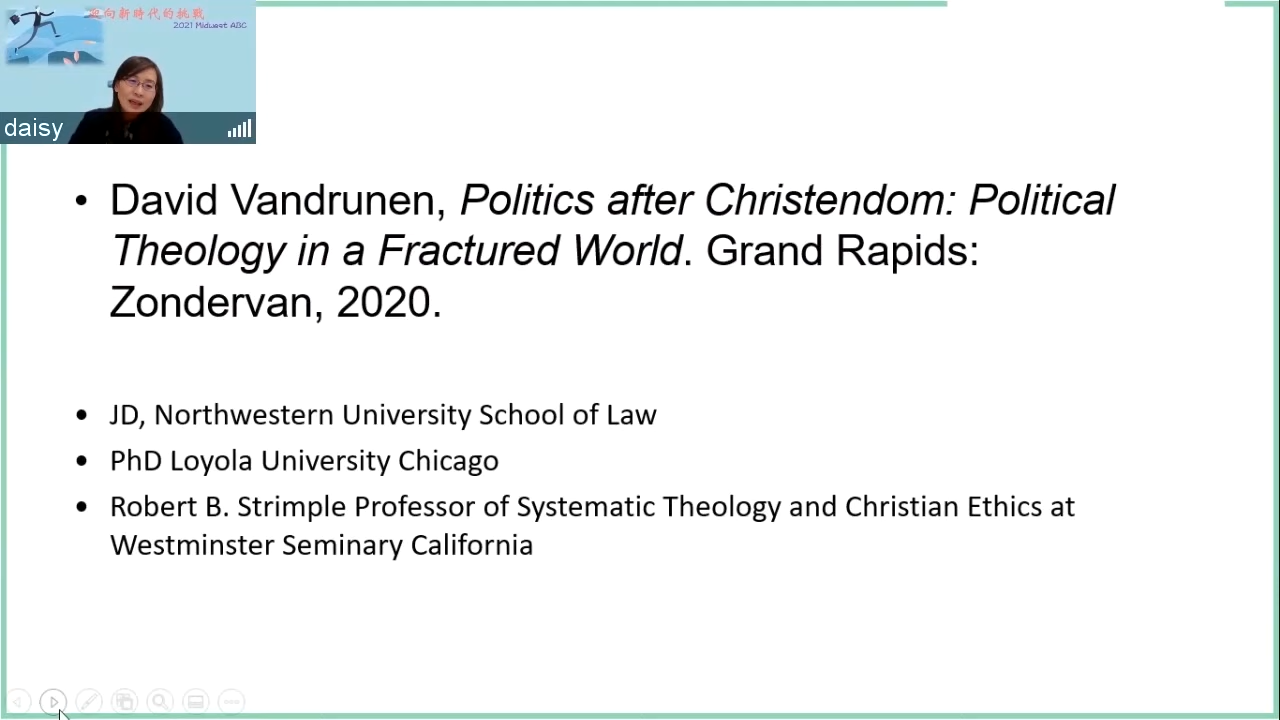 迎向新時代的挑戰
2021 Midwest ABC
daisy
• David Vandrunen, Politics after Christendom: Political
Theology in a Fractured World. Grand Rapids:
Zondervan, 2020.
• JD, Northwestern University School of Law
• PhD Loyola University Chicago
• Robert B. Strimple Professor of Systematic Theology and Christian Ethics at
Westminster Seminary California